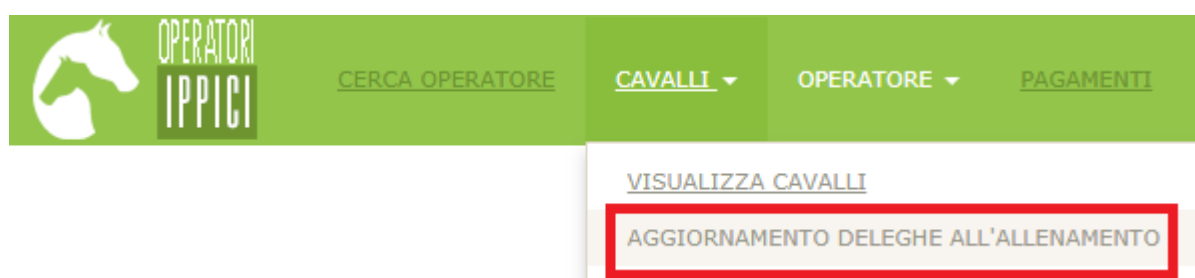 OPERATORI
IPPICI
CERCA OPERATORE
CAVALLI
OPERATORE
PAGAMENTI
VISUALIZZA CAVALLI
AGGIORNAMENTO DELEGHE ALL'ALLENAMENTO